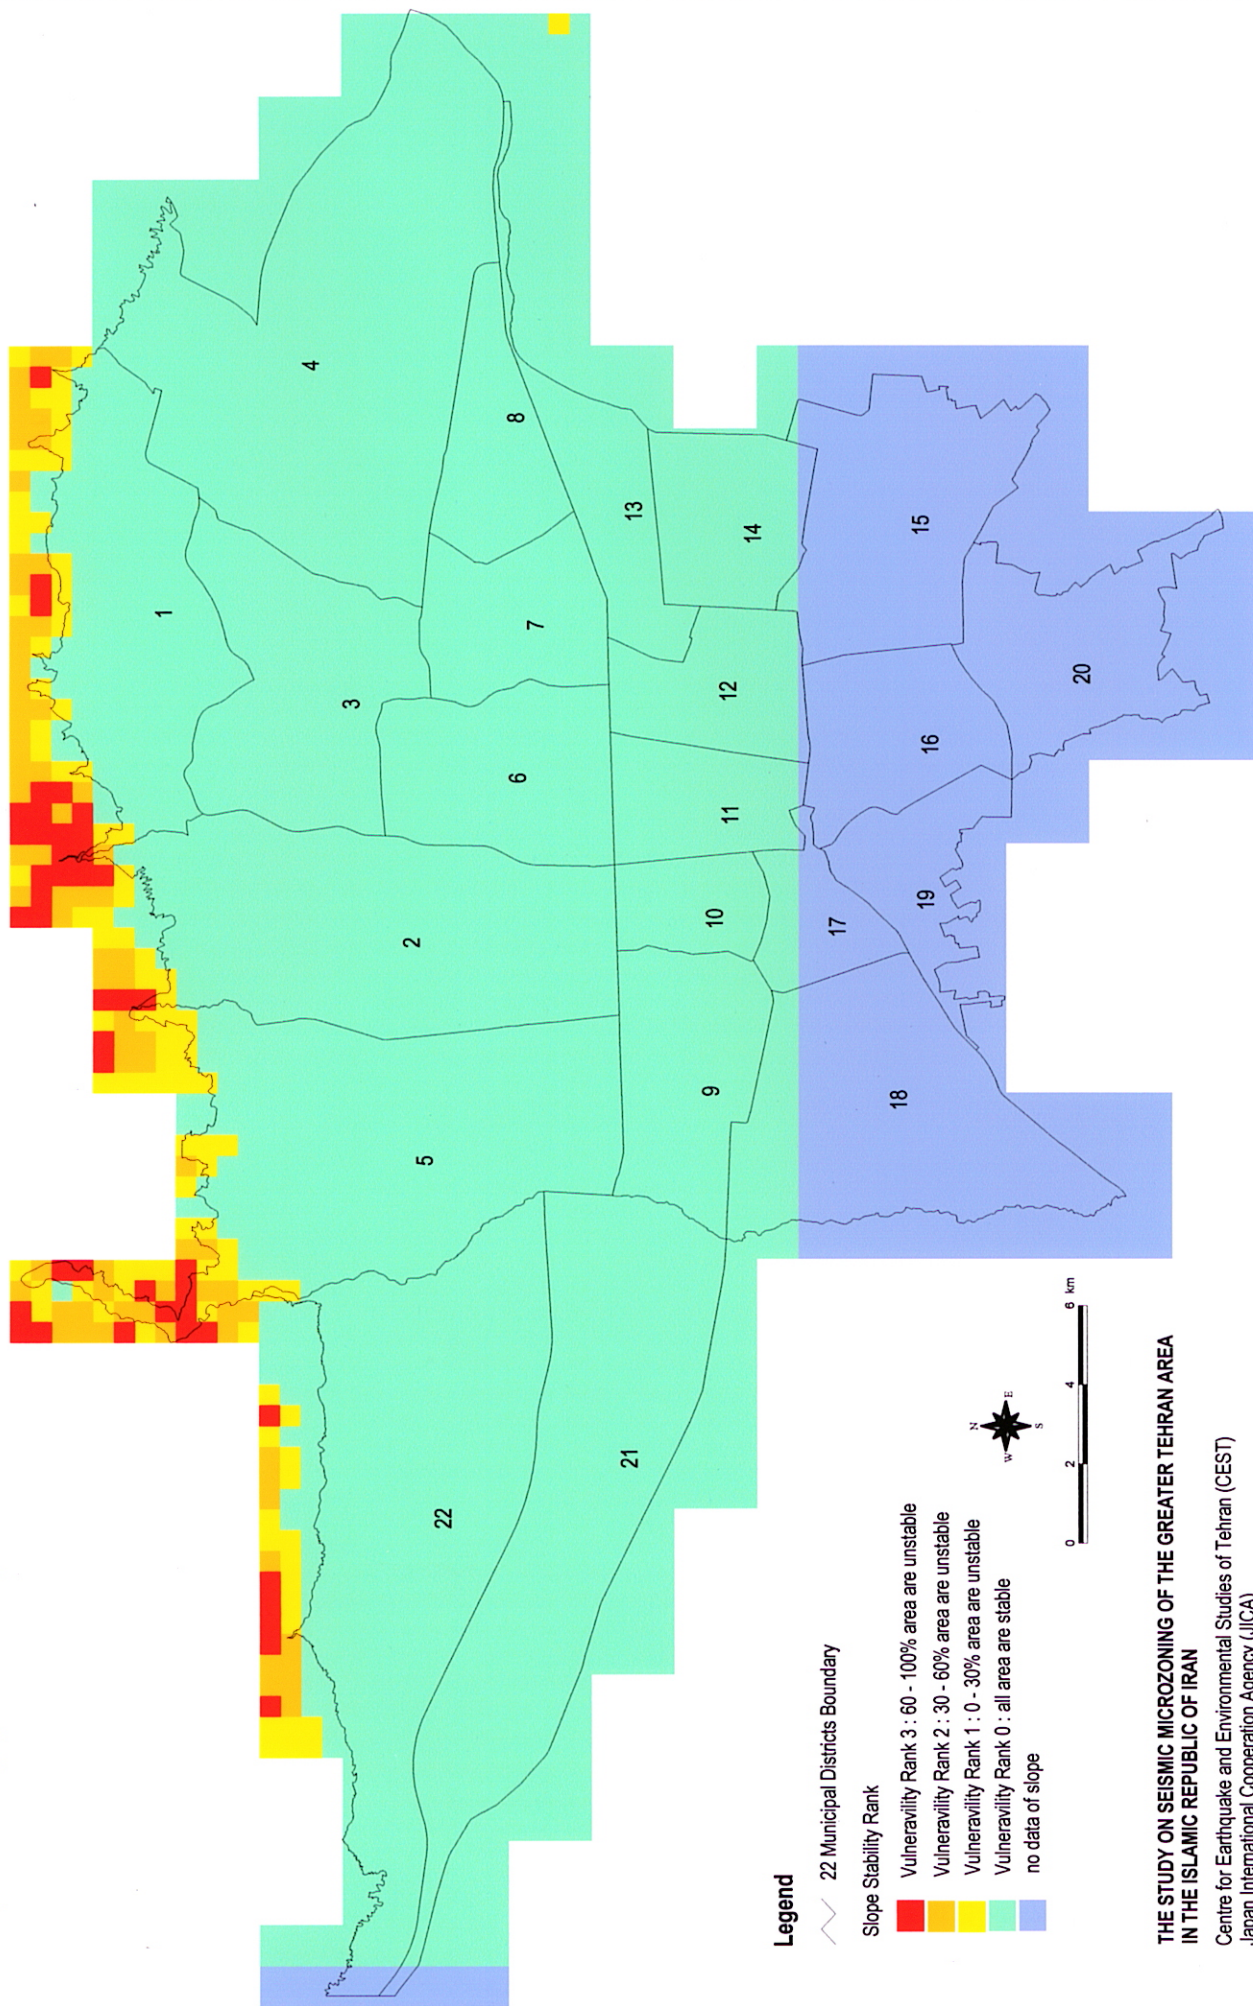 1
4
3
8
2
7
6
13
5
14
12
11
10
15
9
22
16
17
20
21
19
18
Legend
22 Municipal Districts Boundary
Slope Stability Rank
Vulneravility Rank 3 : 60 - 100% area are unstable
Vulneravility Rank 2 : 30 - 60% area are unstable
Vulneravility Rank 1 : 0 - 30% area are unstable
Vulneravility Rank 0 : all area are stable
no data of slope
N
W E
S
0 2 4 6 km
THE STUDY ON SEISMIC MICROZONING OF THE GREATER TEHRAN AREA
IN THE ISLAMIC REPUBLIC OF IRAN
Centre for Earthquake and Environmental Studies of Tehran (CEST)
Japan International Cooperation Agency (JICA)